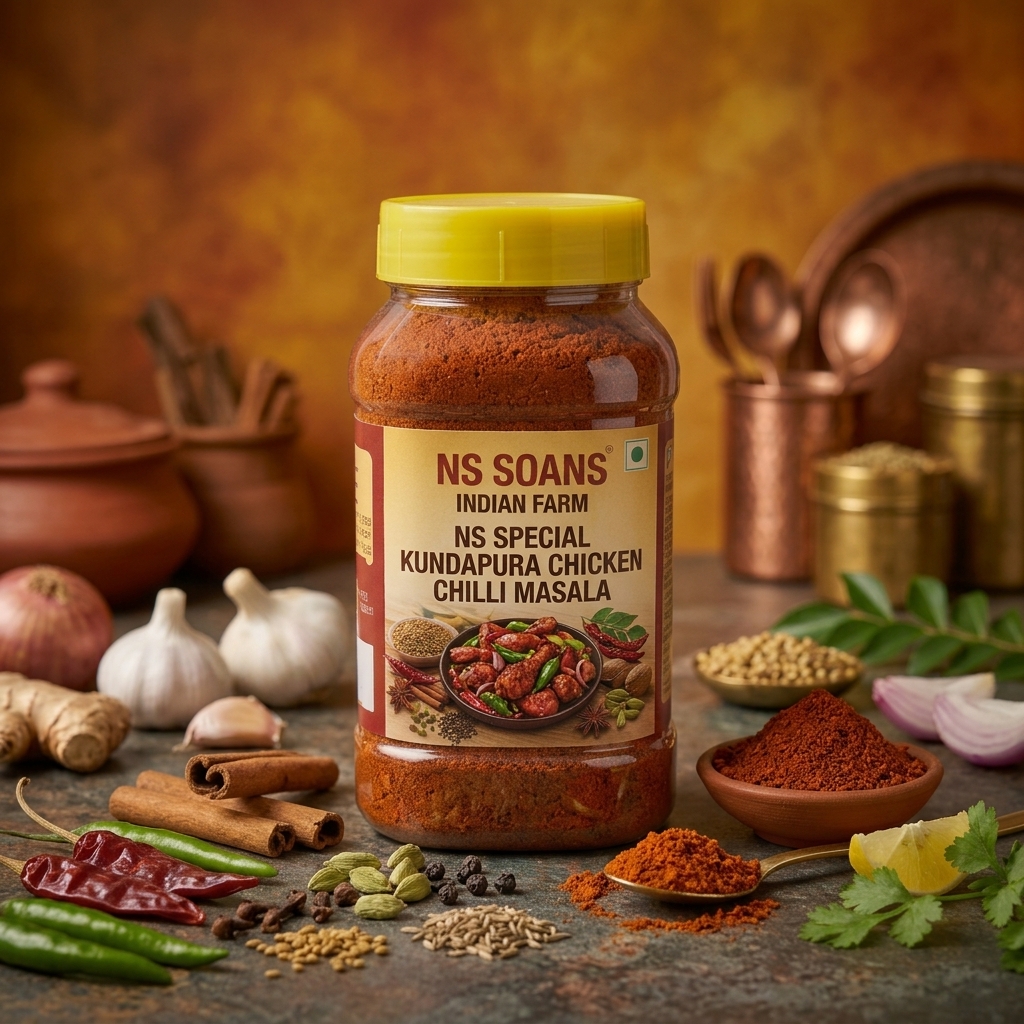 NS SOANS®
INDIAN FARM
NS SPECIAL
KUNDAPURA CHICKEN
CHILLI MASALA